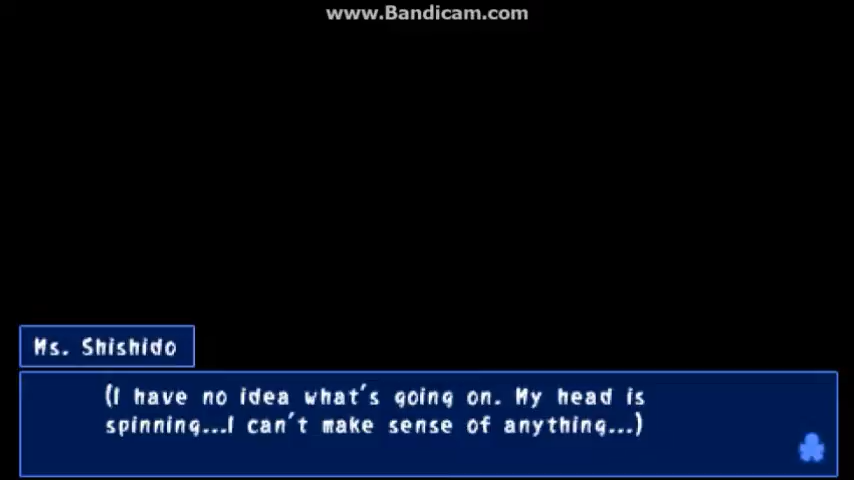 www.Bandicam.com
Ms. Shishido
(I have no idea what's going on. My head is
spinning...I can't make sense of anything...)